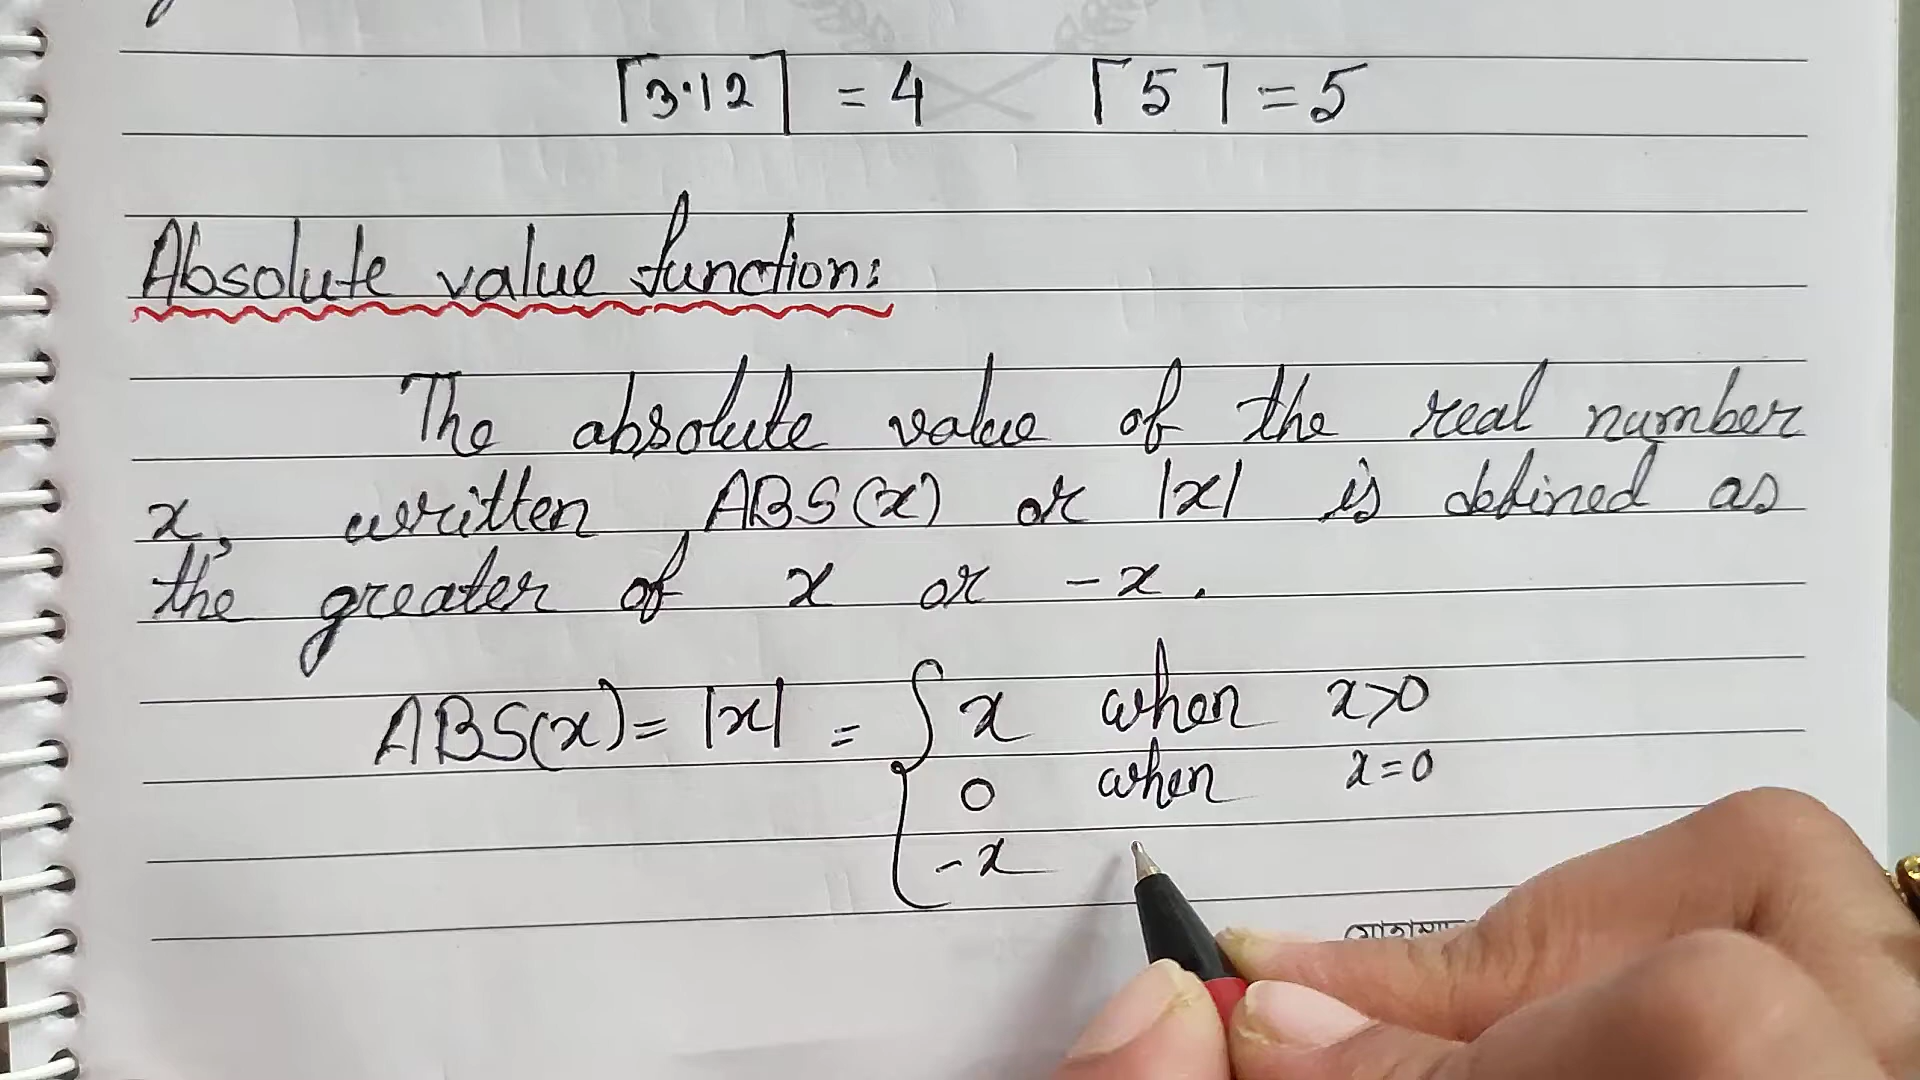 ⌈3.12⌉ = 4 ⌈5⌉ = 5
Absolute value function:
The absolute value of the real number
x, written ABS(x) or |x| is defined as
the greater of x or -x.
ABS(x) = |x| = { x when x>0
0 when x=0
-x